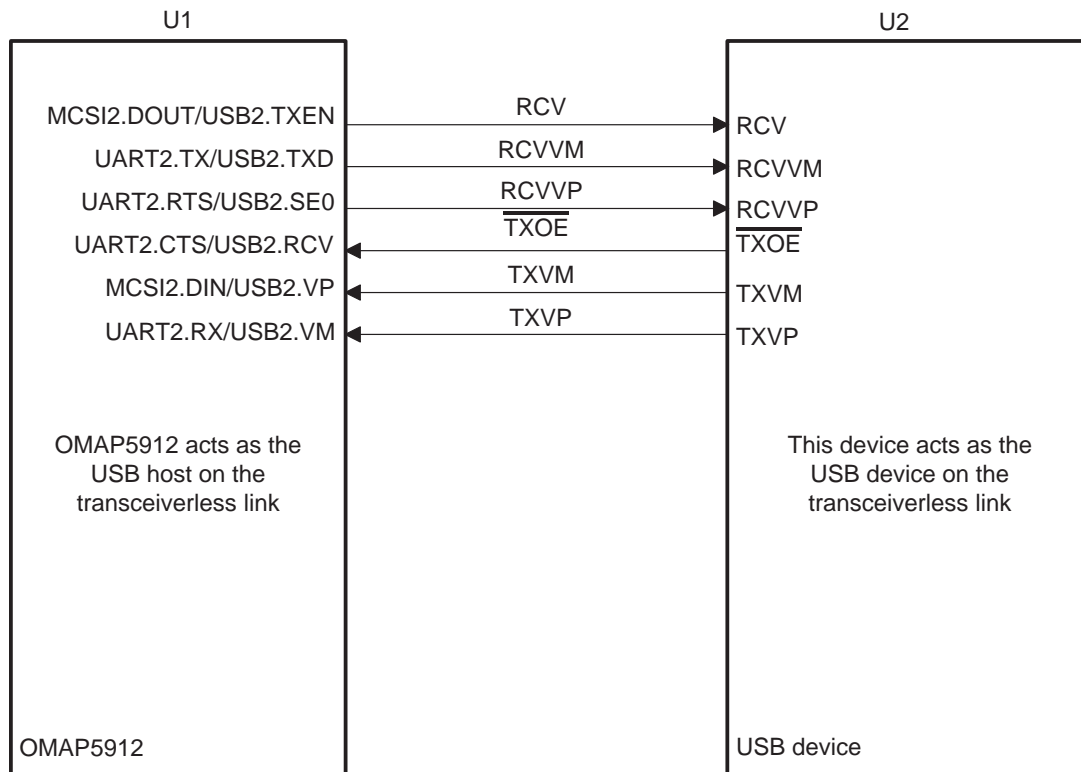 U1
U2
MCSI2.DOUT/USB2.TXEN
RCV
RCV
UART2.TX/USB2.TXD
RCVVM
RCVVM
UART2.RTS/USB2.SE0
RCVVP
RCVVP
UART2.CTS/USB2.RCV
TXOE
TXOE
MCSI2.DIN/USB2.VP
TXVM
TXVM
UART2.RX/USB2.VM
TXVP
TXVP
OMAP5912 acts as the
USB host on the
transceiverless link
This device acts as the
USB device on the
transceiverless link
OMAP5912
USB device